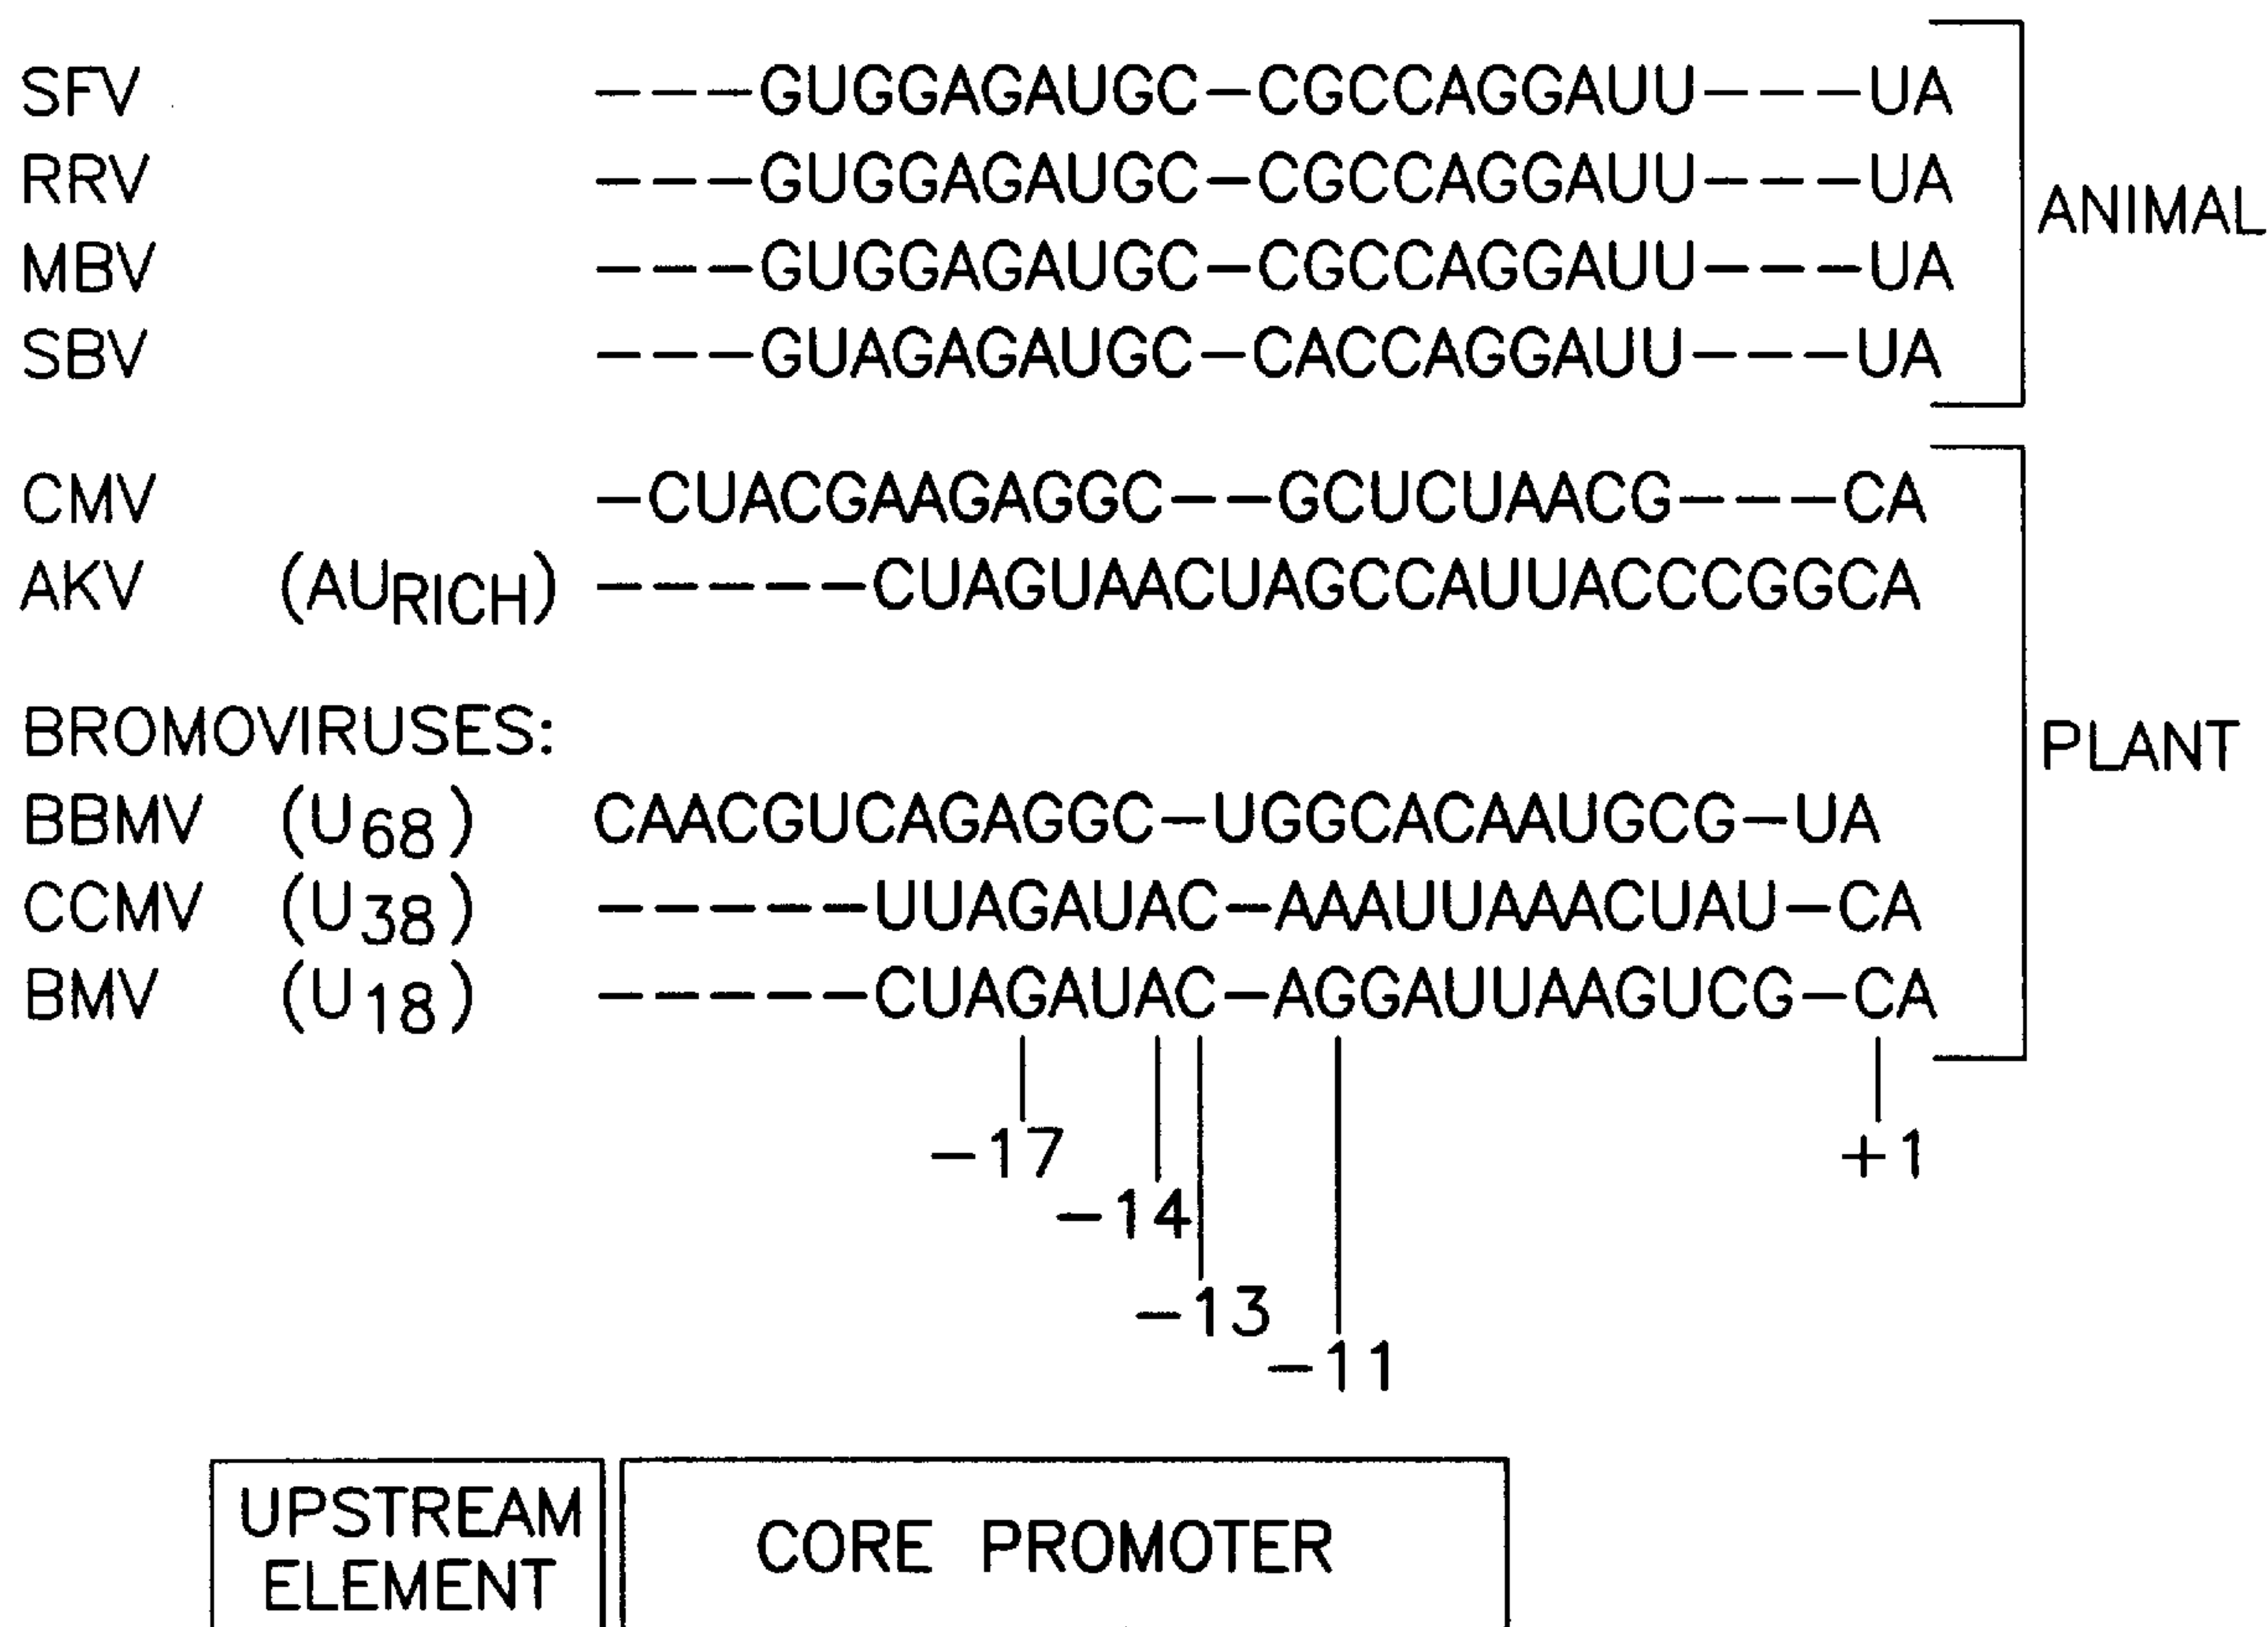 SFV ---GUGGAGAUGC-CGCCAGGAUU---UA
RRV ---GUGGAGAUGC-CGCCAGGAUU---UA
MBV ---GUGGAGAUGC-CGCCAGGAUU---UA
SBV ---GUAGAGAUGC-CACCAGGAUU---UA
ANIMAL
CMV -CUACGAAGAGGC--GCUCUAACG---CA
AKV (AURICH) -----CUAGUAACUAGCCAUUACCCGGCA
BROMOVIRUSES:
BBMV (U68) CAACGUCAGAGGC-UGGCACAAUGCG-UA
CCMV (U38) -----UUAGAUAC-AAAUUAAACUAU-CA
BMV (U18) -----CUAGAUAC-AGGAUUAAGUCG-CA
PLANT
-17 +1
-14
-13
-11
UPSTREAM
ELEMENT
CORE PROMOTER